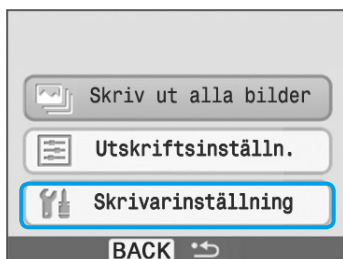 Skriv ut alla bilder
Utskriftsinställn.
Skrivarinställning
BACK